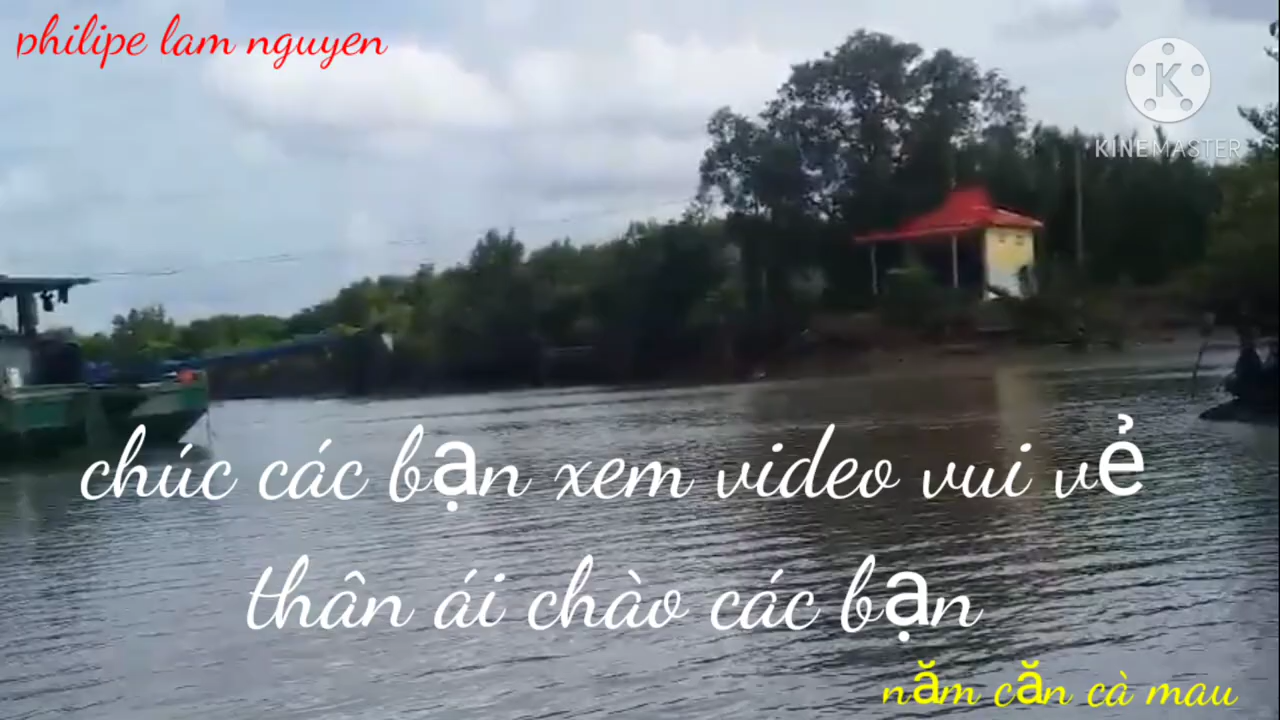 philipe lam nguyen
K
KINEMASTER
chúc các bạn xem video vui vẻ
thân ái chào các bạn
năm căn cà mau